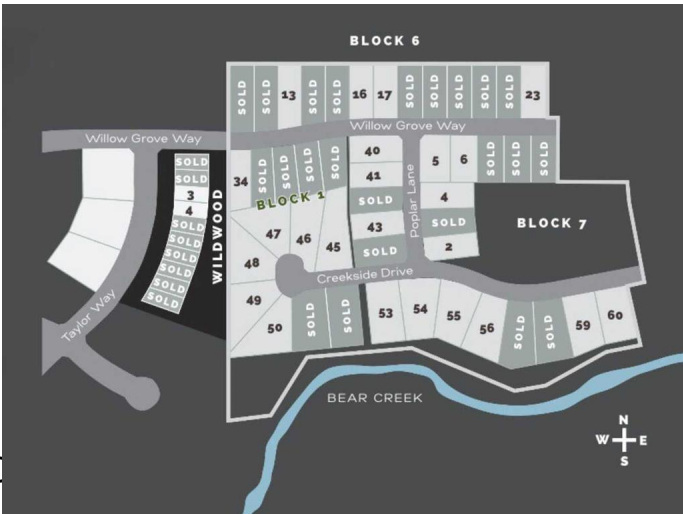 BLOCK 6
SOLD
SOLD
13
SOLD
SOLD
16
17
SOLD
SOLD
SOLD
SOLD
SOLD
23
Willow Grove Way
Willow Grove Way
SOLD
SOLD
3
4
SOLD
SOLD
SOLD
SOLD
SOLD
WILDWOOD
34
SOLD
SOLD
SOLD
SOLD
BLOCK 1
40
41
SOLD
43
SOLD
Poplar Lane
5
6
SOLD
SOLD
SOLD
4
SOLD
2
BLOCK 7
47
46
45
48
49
50
Creekside Drive
SOLD
SOLD
53
54
55
56
SOLD
SOLD
59
60
Taylor Way
BEAR CREEK
N
W E
S